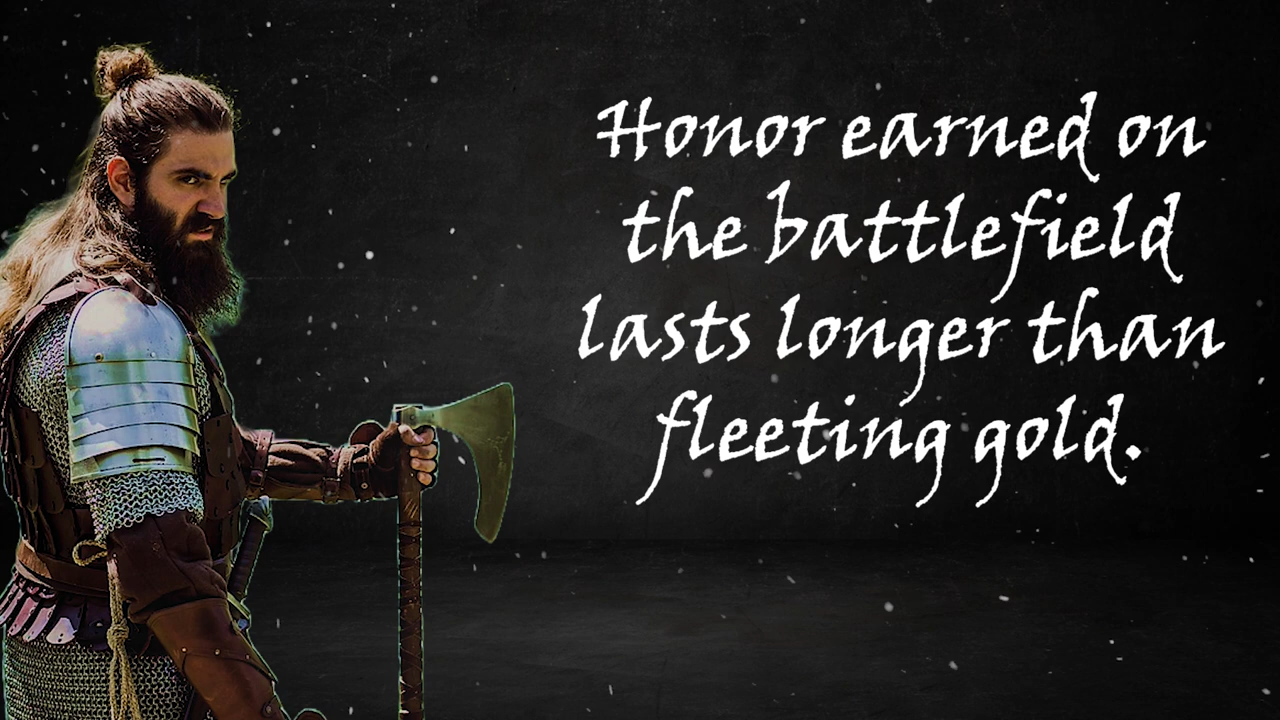 Honor earned on
the battlefield
lasts longer than
fleeting gold.